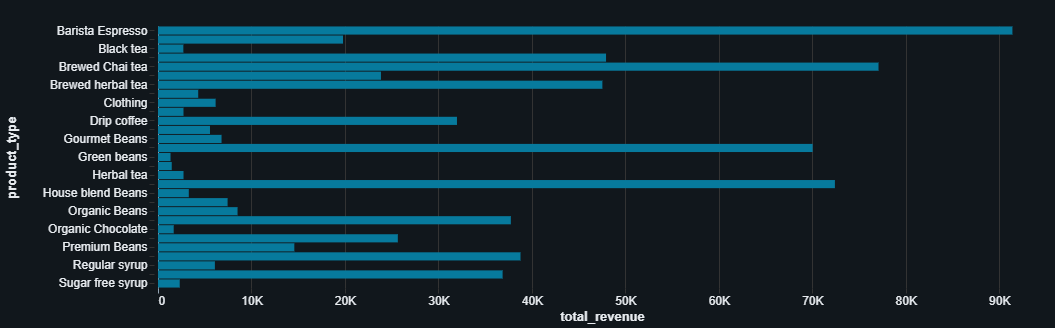 Barista Espresso
Black tea
Brewed Chai tea
Brewed herbal tea
Clothing
Drip coffee
Gourmet Beans
Green beans
Herbal tea
House blend Beans
Organic Beans
Organic Chocolate
Premium Beans
Regular syrup
Sugar free syrup
product_type
0 10K 20K 30K 40K 50K 60K 70K 80K 90K
total_revenue